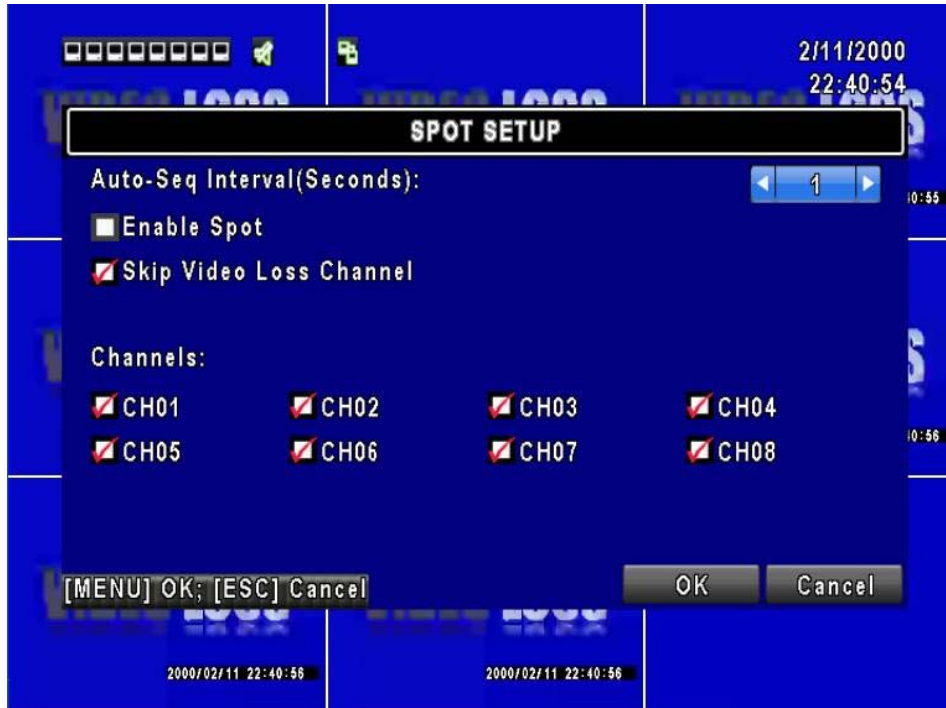 2/11/2000
22:40:54
SPOT SETUP
Auto-Seq Interval(Seconds): 1
Enable Spot
Skip Video Loss Channel
Channels:
CH01 CH02 CH03 CH04
CH05 CH06 CH07 CH08
[MENU] OK; [ESC] Cancel OK Cancel
2000/02/11 22:40:56 2000/02/11 22:40:56